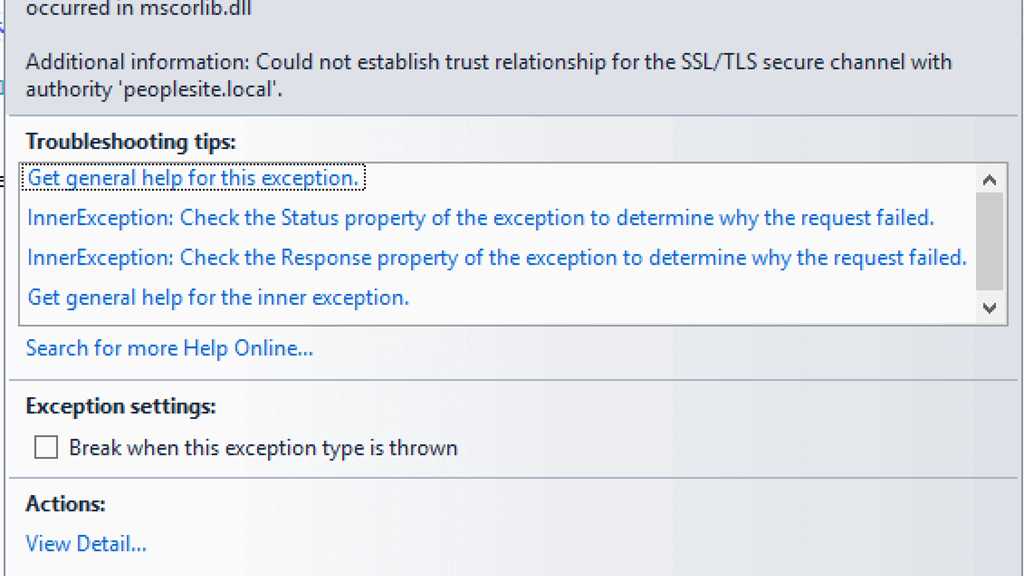 occurred in mscorlib.dll
Additional information: Could not establish trust relationship for the SSL/TLS secure channel with
authority 'peoplesite.local'.
Troubleshooting tips:
Get general help for this exception.
InnerException: Check the Status property of the exception to determine why the request failed.
InnerException: Check the Response property of the exception to determine why the request failed.
Get general help for the inner exception.
Search for more Help Online...
Exception settings:
Break when this exception type is thrown
Actions:
View Detail...